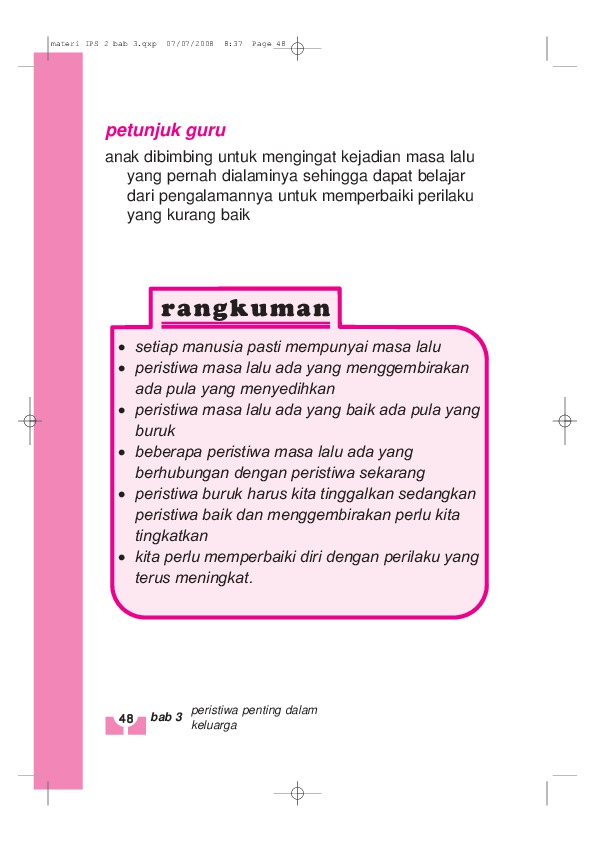 materi IPS 2 bab 3.qxp  07/07/2008  8:37  Page 48
petunjuk guru
anak dibimbing untuk mengingat kejadian masa lalu
yang pernah dialaminya sehingga dapat belajar
dari pengalamannya untuk memperbaiki perilaku
yang kurang baik
rangkuman
• setiap manusia pasti mempunyai masa lalu
• peristiwa masa lalu ada yang menggembirakan
ada pula yang menyedihkan
• peristiwa masa lalu ada yang baik ada pula yang
buruk
• beberapa peristiwa masa lalu ada yang
berhubungan dengan peristiwa sekarang
• peristiwa buruk harus kita tinggalkan sedangkan
peristiwa baik dan menggembirakan perlu kita
tingkatkan
• kita perlu memperbaiki diri dengan perilaku yang
terus meningkat.
48 bab 3 peristiwa penting dalam
keluarga